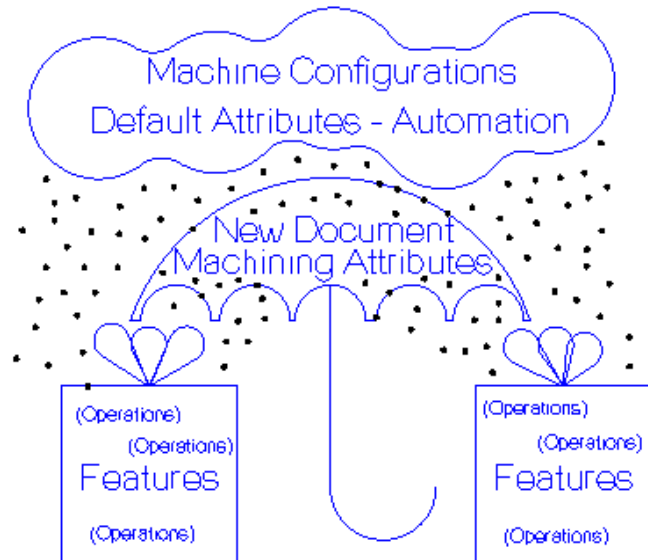 Machine Configurations
Default Attributes - Automation
New Document
Machining Attributes
(Operations)
(Operations)
Features
(Operations)
(Operations)
(Operations)
Features
(Operations)